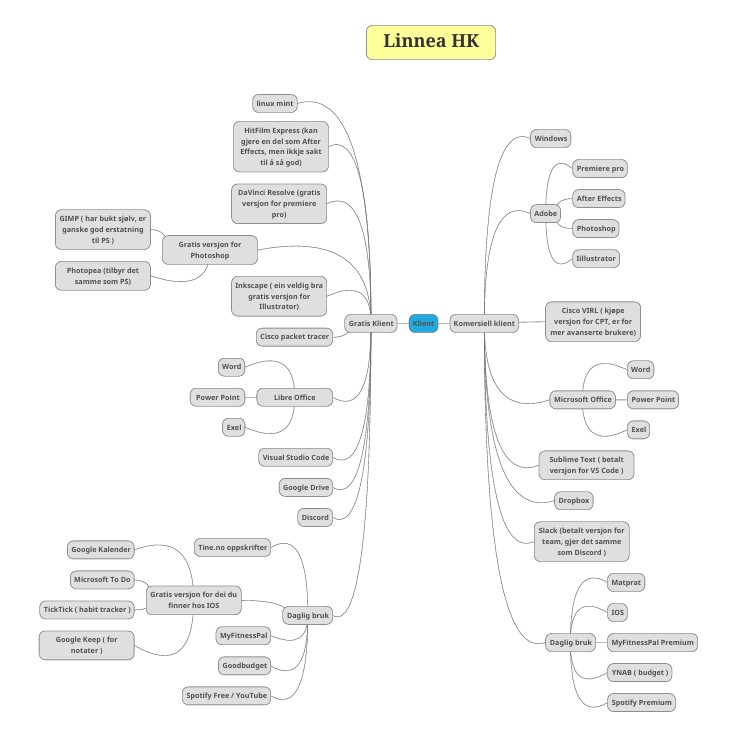 Linnea HK
linux mint
HitFilm Express (kan
gjere en del som After
Effects, men ikkje sakt
til å så god)
DaVinci Resolve (gratis
versjon for premiere
pro)
GIMP ( har bukt sjølv, er
ganske god erstatning
til PS )
Photopea (tilbyr det
samme som PS)
Gratis versjon for
Photoshop
Inkscape ( ein veldig bra
gratis versjon for
Illustrator)
Cisco packet tracer
Gratis Klient
Klient
Komersiell klient
Word
Power Point
Exel
Libre Office
Visual Studio Code
Google Drive
Discord
Tine.no oppskrifter
Google Kalender
Microsoft To Do
TickTick ( habit tracker )
Google Keep ( for
notater )
Gratis versjon for dei du
finner hos IOS
Daglig bruk
MyFitnessPal
Goodbudget
Spotify Free / YouTube
Windows
Adobe
Premiere pro
After Effects
Photoshop
Iillustrator
Cisco VIRL ( kjøpe
versjon for CPT, er for
mer avanserte brukere)
Microsoft Office
Word
Power Point
Exel
Sublime Text ( betalt
versjon for VS Code )
Dropbox
Slack (betalt versjon for
team, gjer det samme
som Discord )
Daglig bruk
Matprat
IOS
MyFitnessPal Premium
YNAB ( budget )
Spotify Premium